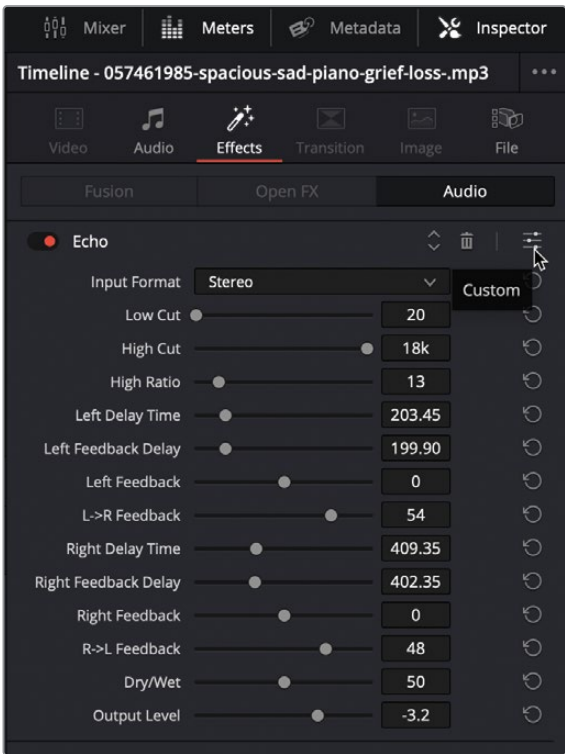 Mixer Meters Metadata Inspector
Timeline - 057461985-spacious-sad-piano-grief-loss-.mp3
Video Audio Effects Transition Image File
Fusion Open FX Audio
Echo
Input Format Stereo
Custom
Low Cut 20
High Cut 18k
High Ratio 13
Left Delay Time 203.45
Left Feedback Delay 199.90
Left Feedback 0
L->R Feedback 54
Right Delay Time 409.35
Right Feedback Delay 402.35
Right Feedback 0
R->L Feedback 48
Dry/Wet 50
Output Level -3.2